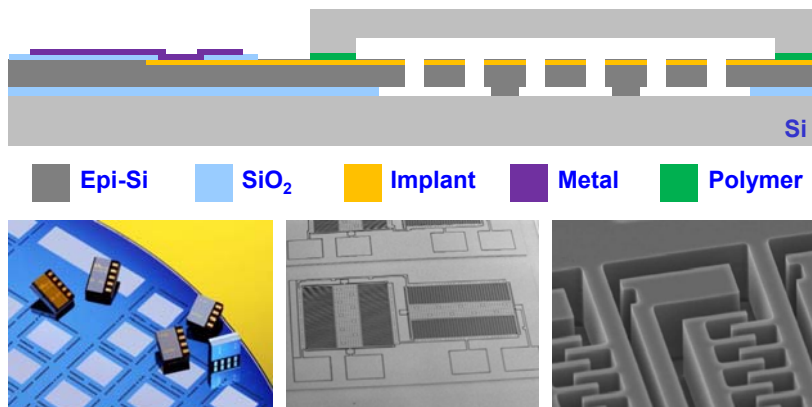 Si
Epi-Si
SiO₂
Implant
Metal
Polymer